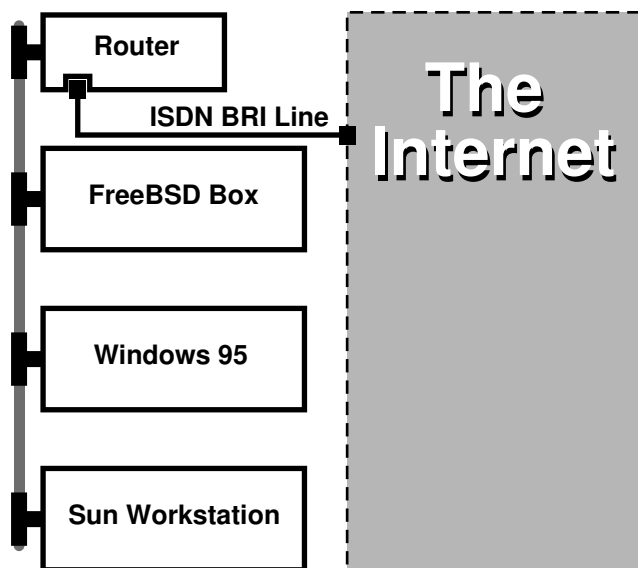 Router
The
Internet
ISDN BRI Line
FreeBSD Box
Windows 95
Sun Workstation